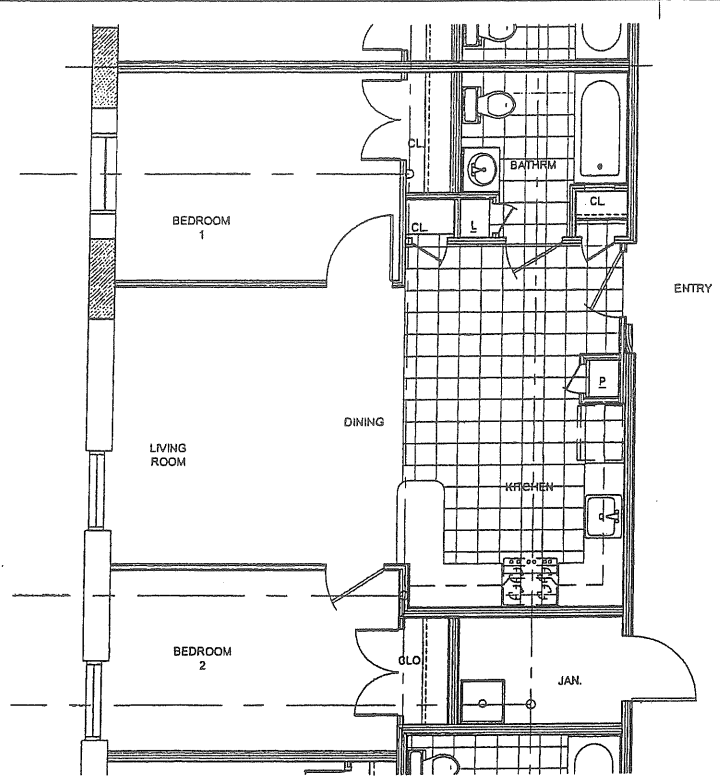 CL.
BATHRM
CL.
BEDROOM
1
CL.
L
ENTRY
P
DINING
LIVING
ROOM
KITCHEN
BEDROOM
2
CLO
JAN.